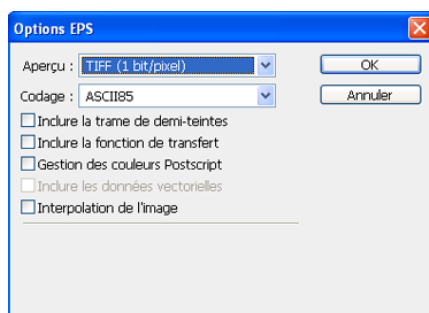 Options EPS
Aperçu : TIFF (1 bit/pixel)
OK
Codage : ASCII85
Annuler
Inclure la trame de demi-teintes
Inclure la fonction de transfert
Gestion des couleurs Postscript
Inclure les données vectorielles
Interpolation de l'image